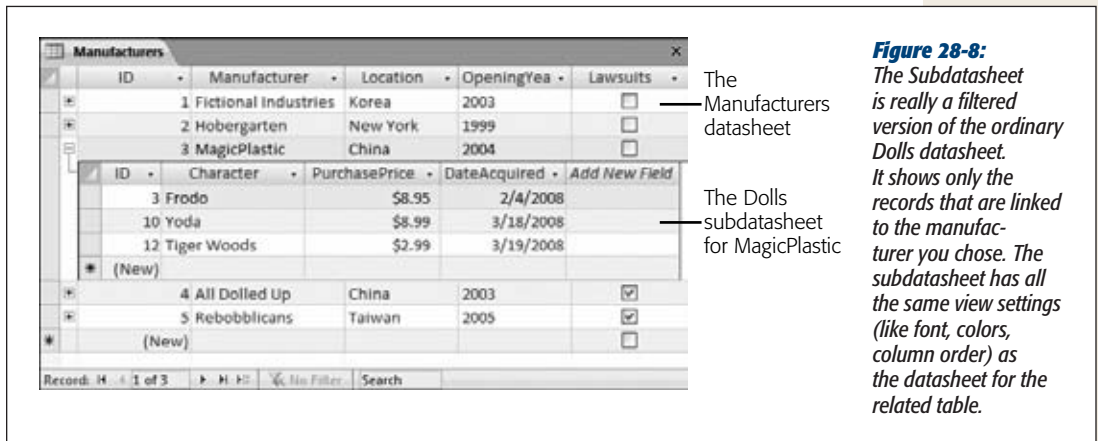 Manufacturers
ID Manufacturer Location OpeningYea Lawsuits
1 Fictional Industries Korea 2003
2 Hobergarten New York 1999
3 MagicPlastic China 2004
ID Character PurchasePrice DateAcquired Add New Field
3 Frodo $8.95 2/4/2008
10 Yoda $8.99 3/18/2008
12 Tiger Woods $2.99 3/19/2008
(New)
4 All Dolled Up China 2003
5 Rebobblicans Taiwan 2005
(New)
Record: 1 of 3 No Filter Search
The
Manufacturers
datasheet
The Dolls
subdatasheet
for MagicPlastic
Figure 28-8:
The Subdatasheet
is really a filtered
version of the ordinary
Dolls datasheet.
It shows only the
records that are linked
to the manufac-
turer you chose. The
subdatasheet has all
the same view settings
(like font, colors,
column order) as
the datasheet for the
related table.